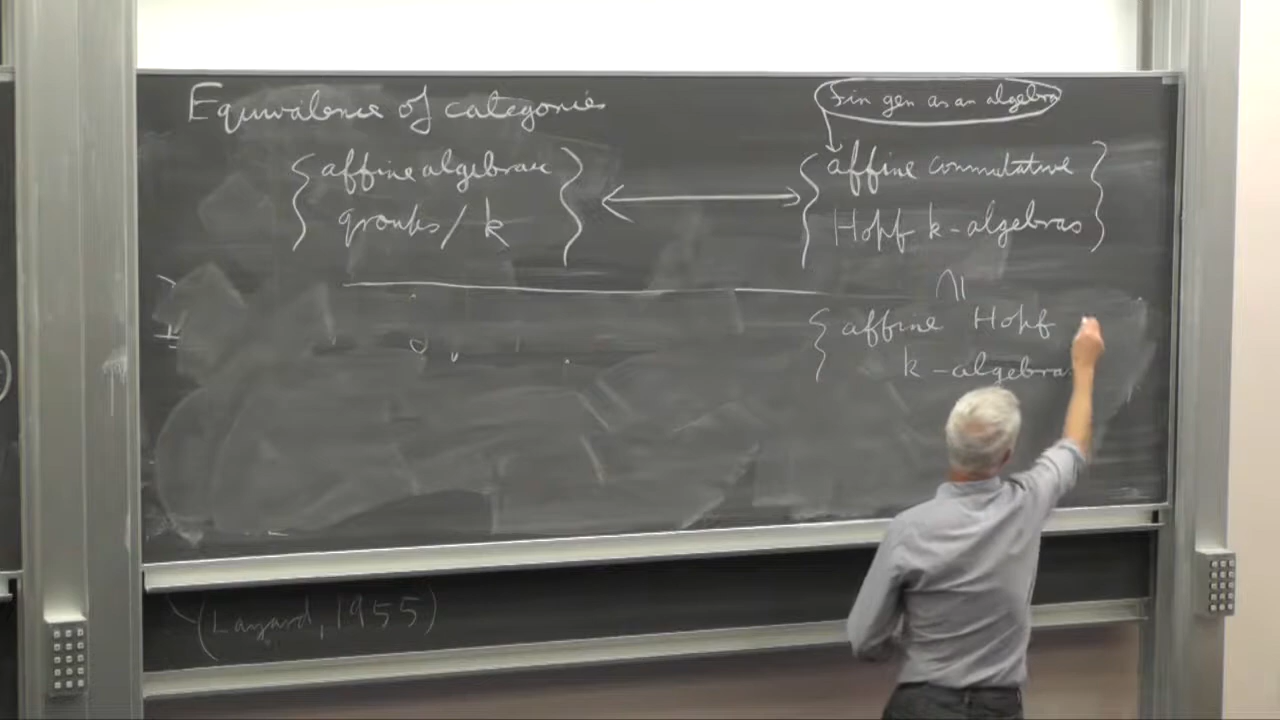 Equivalence of categories
fin gen as an algebra
{affine algebraic
groups / k} ⟷ {affine commutative
Hopf k-algebras}
∩|
{affine Hopf
k-algebras
(Lazard, 1955)